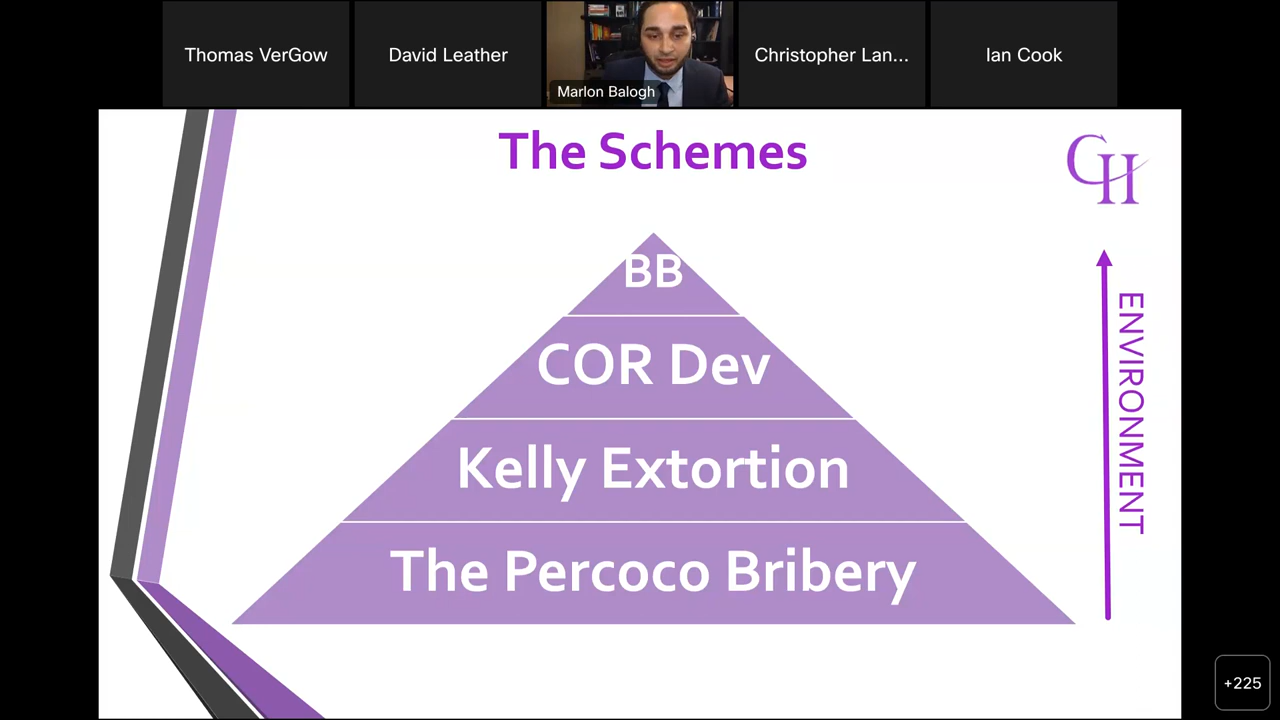 Thomas VerGow
David Leather
Marlon Balogh
Christopher Lan...
Ian Cook
The Schemes
CH
BB
COR Dev
Kelly Extortion
The Percoco Bribery
ENVIRONMENT
+225